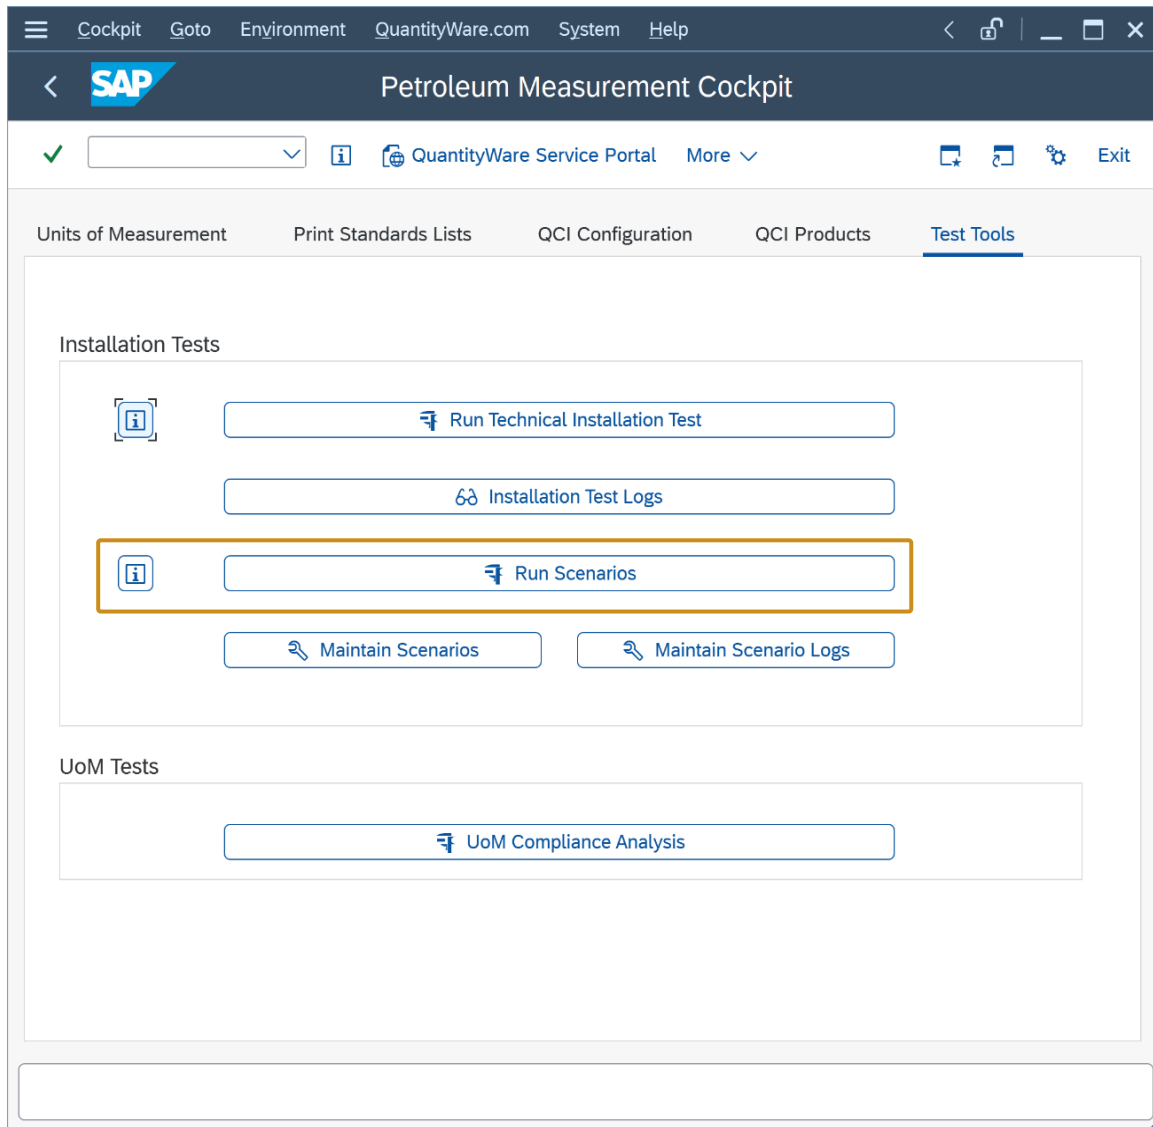 Cockpit Goto Environment QuantityWare.com System Help
SAP Petroleum Measurement Cockpit
QuantityWare Service Portal More Exit
Units of Measurement Print Standards Lists QCI Configuration QCI Products Test Tools
Installation Tests
Run Technical Installation Test
Installation Test Logs
Run Scenarios
Maintain Scenarios Maintain Scenario Logs
UoM Tests
UoM Compliance Analysis